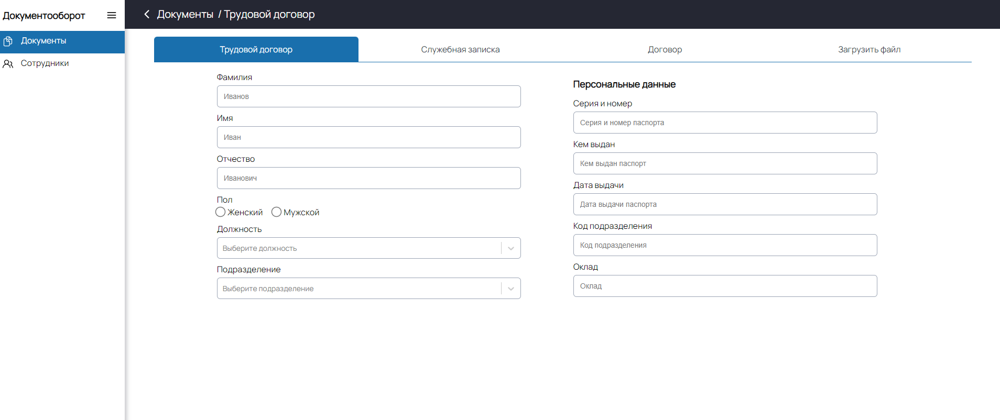 Документооборот
Документы
Сотрудники
Документы / Трудовой договор
Трудовой договор
Служебная записка
Договор
Загрузить файл
Фамилия
Иванов
Имя
Иван
Отчество
Иванович
Пол
Женский
Мужской
Должность
Выберите должность
Подразделение
Выберите подразделение
Персональные данные
Серия и номер
Серия и номер паспорта
Кем выдан
Кем выдан паспорт
Дата выдачи
Дата выдачи паспорта
Код подразделения
Код подразделения
Оклад
Оклад